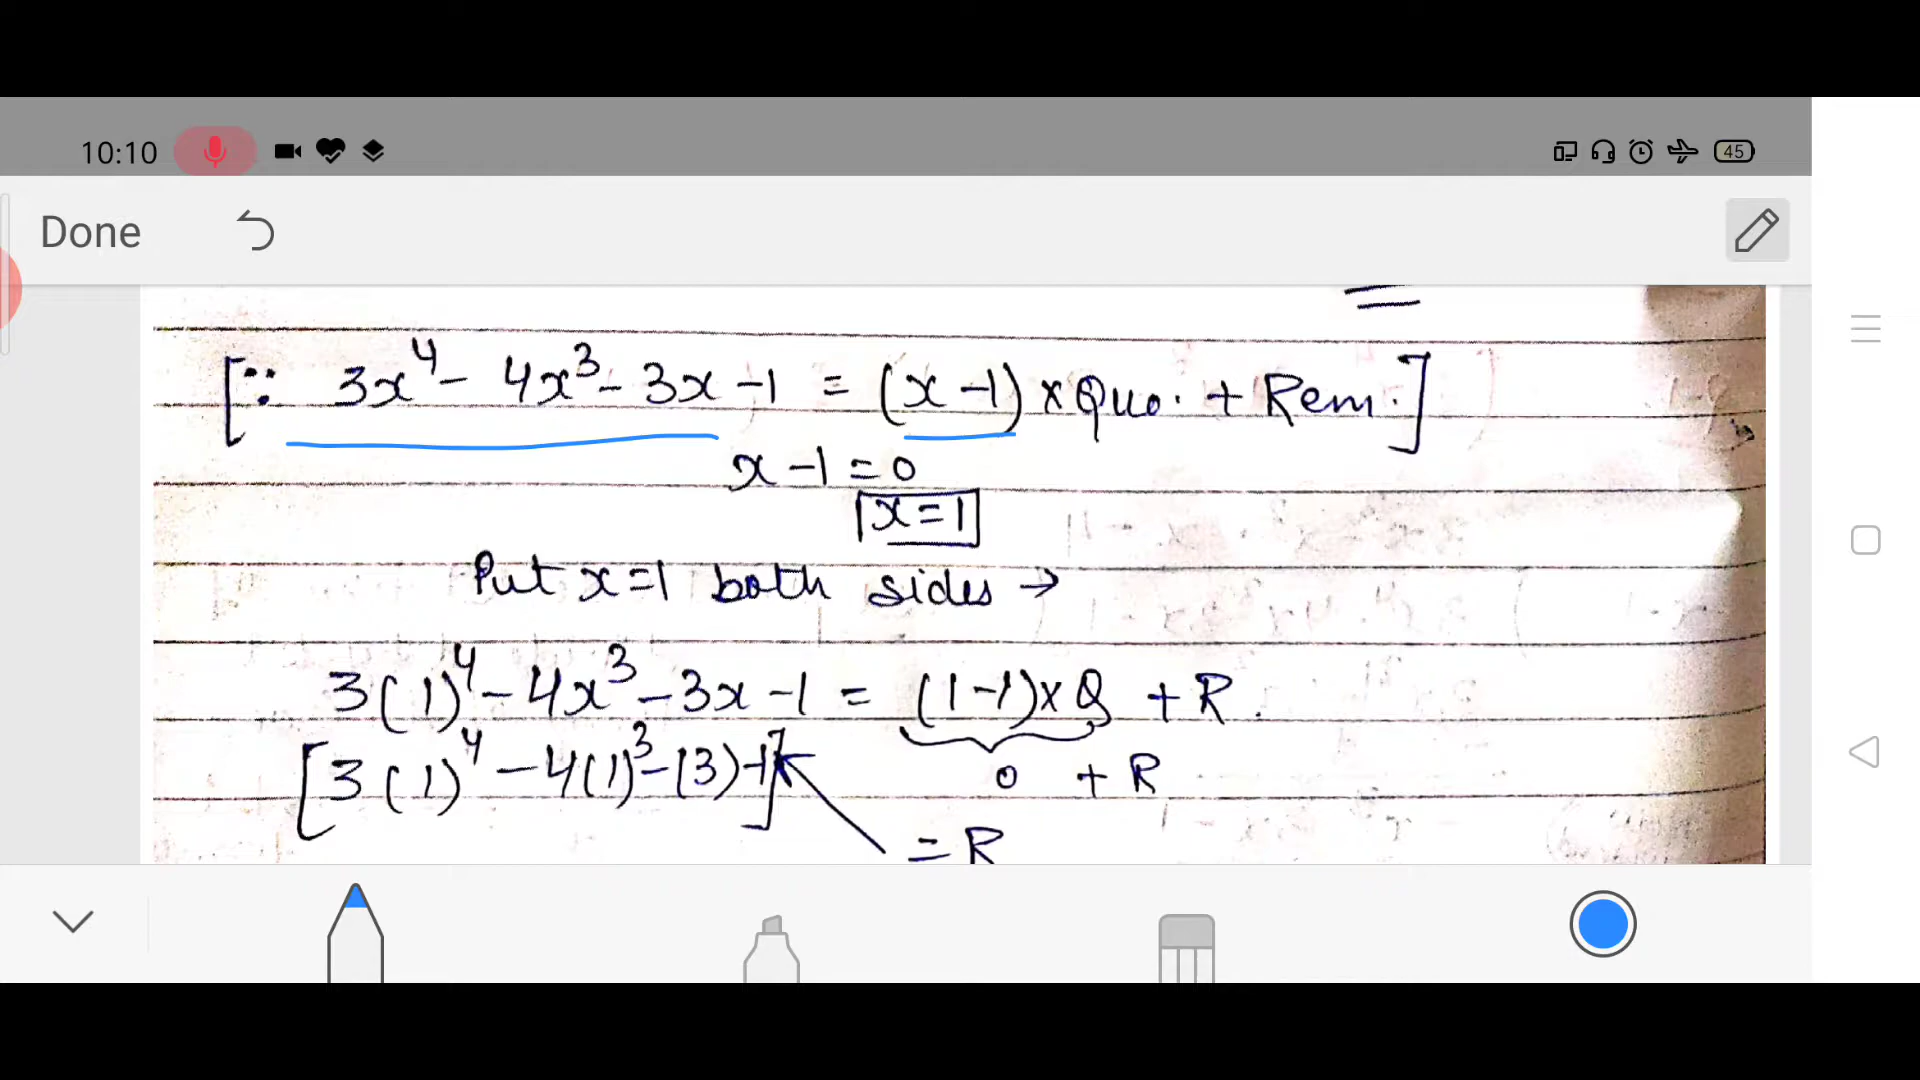 10:10 45
Done
[∵ 3x⁴ - 4x³ - 3x - 1 = (x - 1) × Quo. + Rem.]
x - 1 = 0
x = 1
Put x = 1 both sides →
3(1)⁴ - 4x³ - 3x - 1 = (1 - 1) × Q + R.
[3(1)⁴ - 4(1)³ - (3) - 1] 0 + R
= R